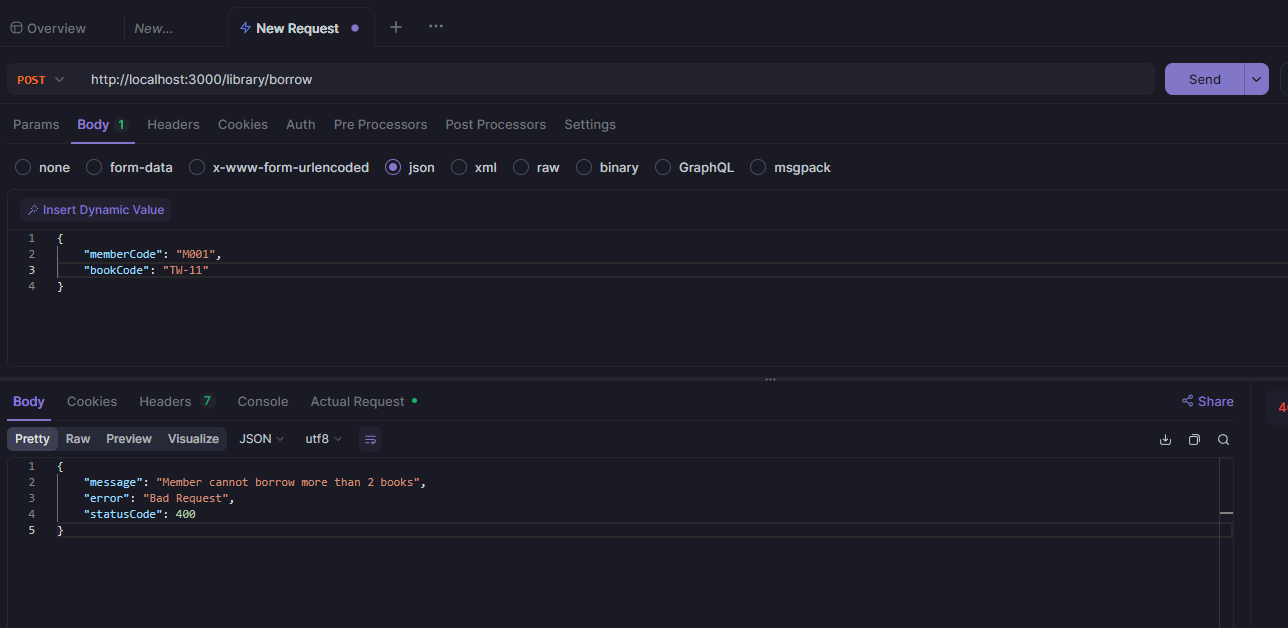 Overview New... New Request
POST http://localhost:3000/library/borrow Send
Params Body 1 Headers Cookies Auth Pre Processors Post Processors Settings
none form-data x-www-form-urlencoded json xml raw binary GraphQL msgpack
Insert Dynamic Value
1 {
2 "memberCode": "M001",
3 "bookCode": "TW-11"
4 }
Body Cookies Headers 7 Console Actual Request Share
Pretty Raw Preview Visualize JSON utf8
1 {
2 "message": "Member cannot borrow more than 2 books",
3 "error": "Bad Request",
4 "statusCode": 400
5 }